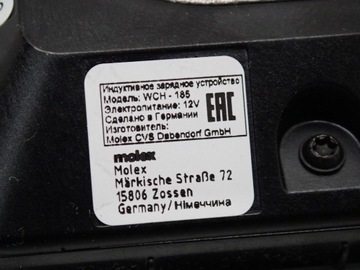 Индуктивное зарядное устройство
Модель: WCH - 185
Электропитание: 12V
Сделано в Германии
Изготовитель:
Molex CVS Dabendorf GmbH
EAC
molex
Molex
Märkische Straße 72
15806 Zossen
Germany/Німеччина